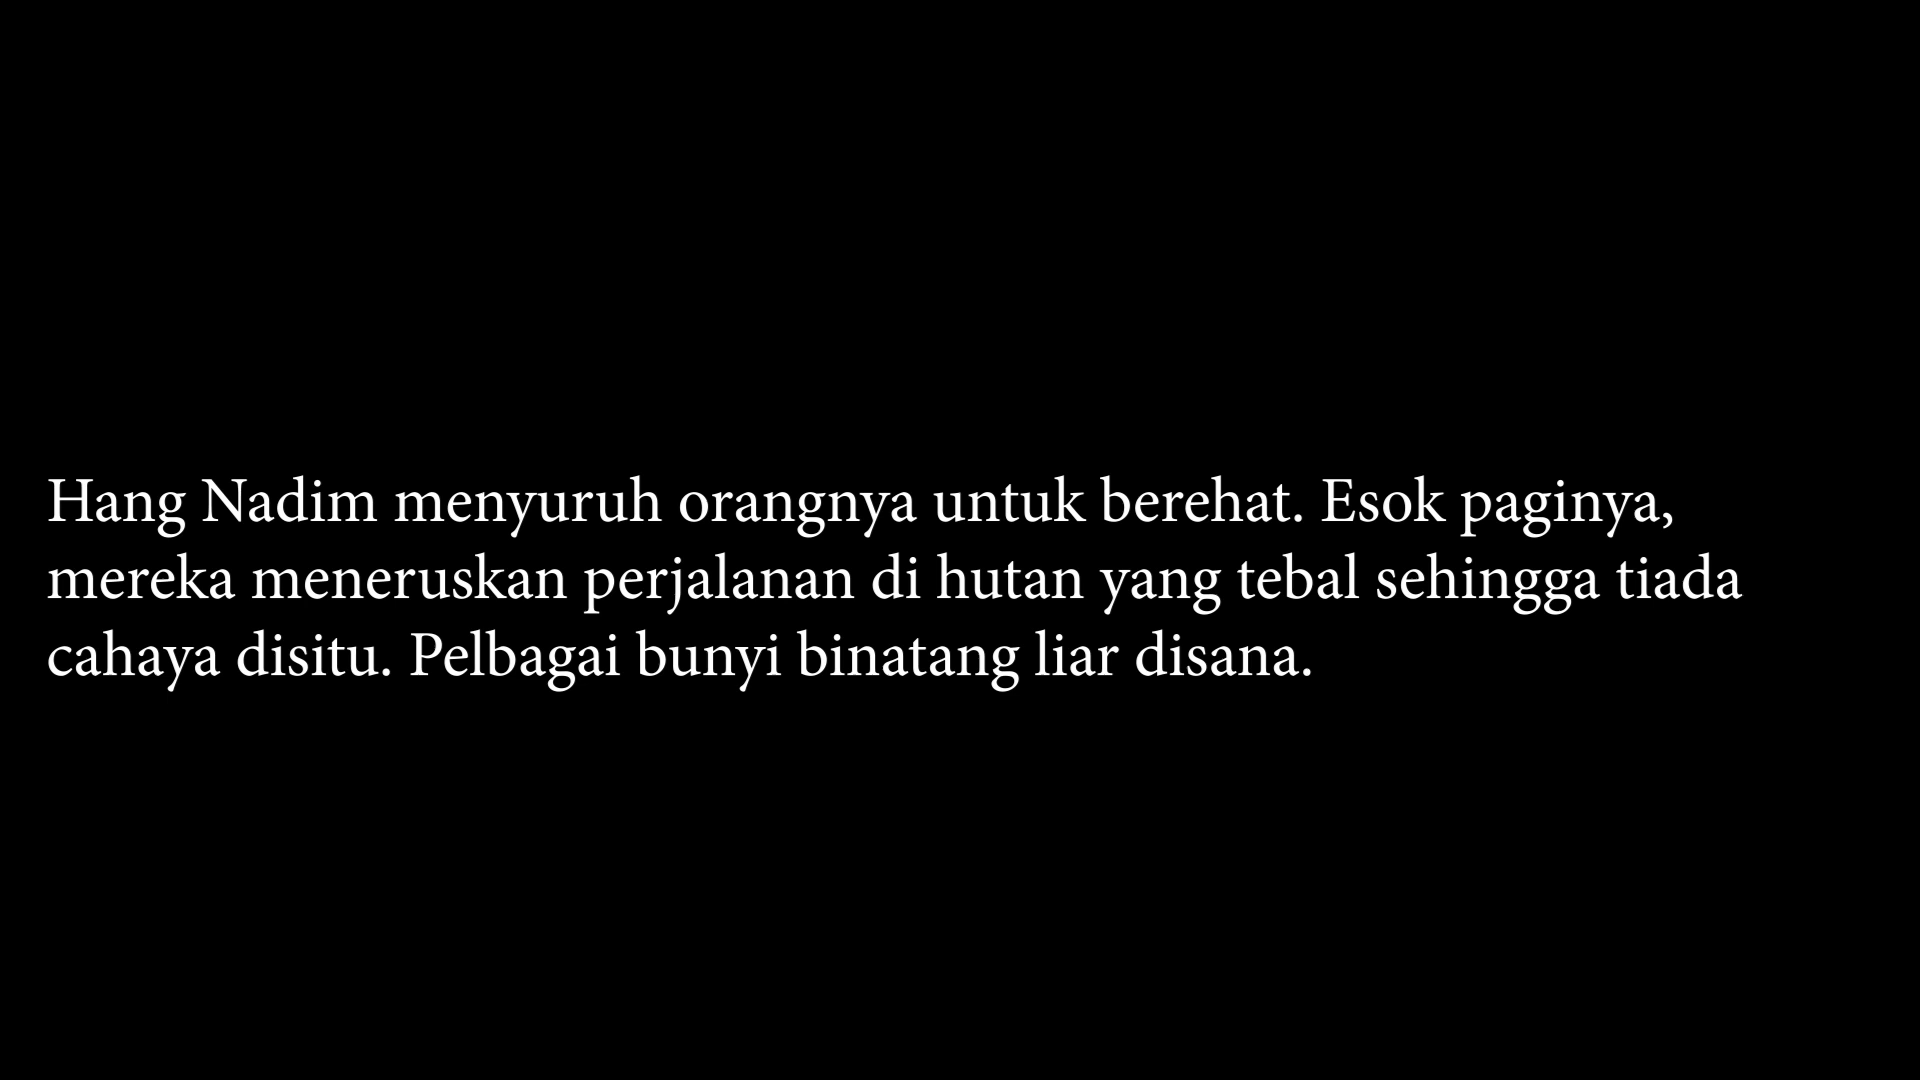 Hang Nadim menyuruh orangnya untuk berehat. Esok paginya,
mereka meneruskan perjalanan di hutan yang tebal sehingga tiada
cahaya disitu. Pelbagai bunyi binatang liar disana.